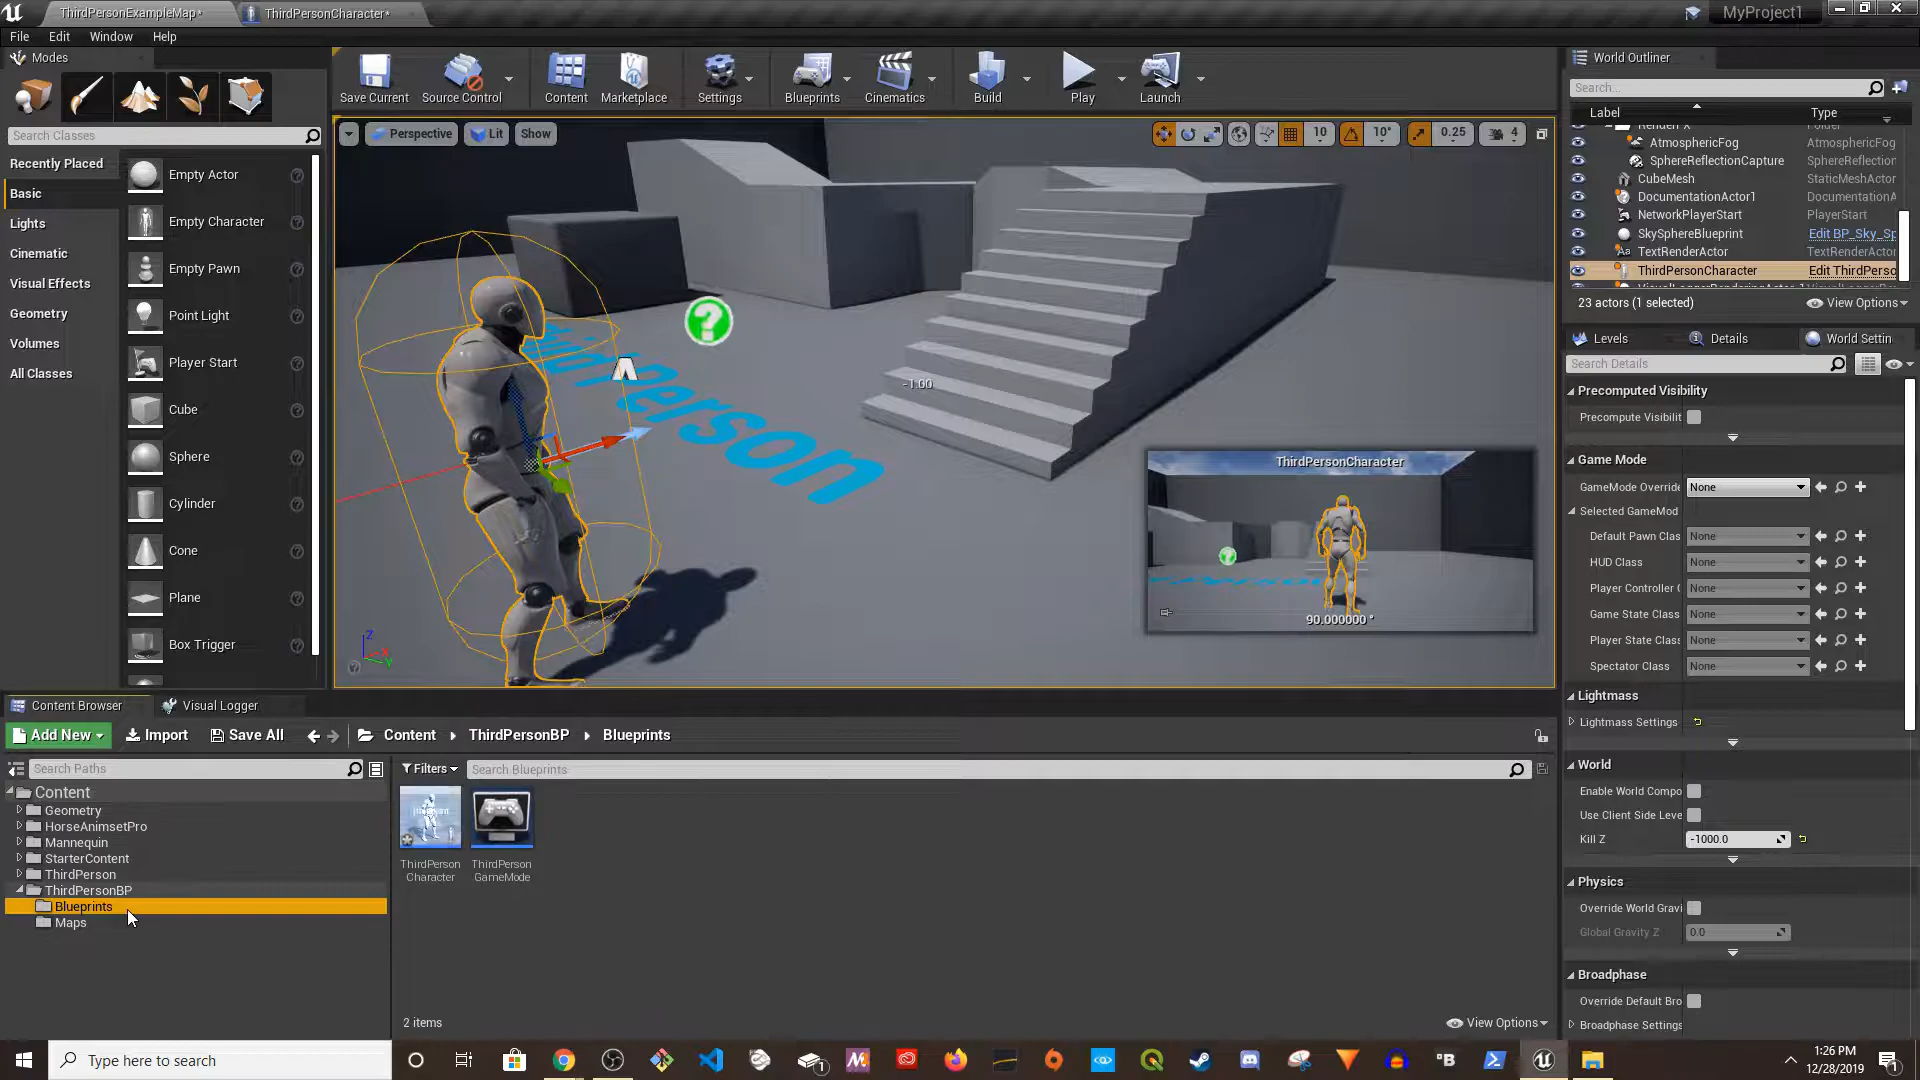 ThirdPersonExampleMap*
ThirdPersonCharacter*
MyProject1
File Edit Window Help
Modes
Search Classes
Recently Placed
Basic
Lights
Cinematic
Visual Effects
Geometry
Volumes
All Classes
Empty Actor
Empty Character
Empty Pawn
Point Light
Player Start
Cube
Sphere
Cylinder
Cone
Plane
Box Trigger
Save Current Source Control Content Marketplace Settings Blueprints Cinematics Build Play Launch
Perspective Lit Show
10 10° 0.25 4
Third Person
-1.00
ThirdPersonCharacter
90.000000 °
Z
X
Y
World Outliner
Search...
Label Type
RenderFX Folder
AtmosphericFog AtmosphericFog
SphereReflectionCapture SphereReflection
CubeMesh StaticMeshActor
DocumentationActor1 DocumentationA
NetworkPlayerStart PlayerStart
SkySphereBlueprint Edit BP_Sky_Sp
TextRenderActor TextRenderActor
ThirdPersonCharacter Edit ThirdPerso
23 actors (1 selected) View Options
Levels Details World Settin
Search Details
Precomputed Visibility
Precompute Visibilit
Game Mode
GameMode Override None
Selected GameMod
Default Pawn Clas None
HUD Class None
Player Controller C None
Game State Class None
Player State Class None
Spectator Class None
Lightmass
Lightmass Settings
World
Enable World Compo
Use Client Side Leve
Kill Z -1000.0
Physics
Override World Gravi
Global Gravity Z 0.0
Broadphase
Override Default Bro
Broadphase Settings
Content Browser Visual Logger
Add New Import Save All Content ThirdPersonBP Blueprints
Search Paths
Filters Search Blueprints
Content
Geometry
HorseAnimsetPro
Mannequin
StarterContent
ThirdPerson
ThirdPersonBP
Blueprints
Maps
ThirdPerson
Character
ThirdPerson
GameMode
2 items View Options
Type here to search
1:26 PM
12/28/2019